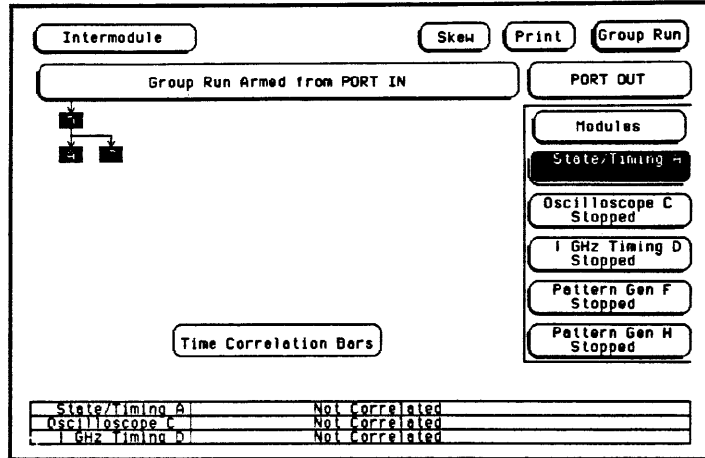 Intermodule
Skew
Print
Group Run
Group Run Armed from PORT IN
PORT OUT
Modules
State/Timing A
Oscilloscope C
Stopped
1 GHz Timing D
Stopped
Pattern Gen F
Stopped
Pattern Gen H
Stopped
Time Correlation Bars
State/Timing A Not Correlated
Oscilloscope C Not Correlated
1 GHz Timing D Not Correlated